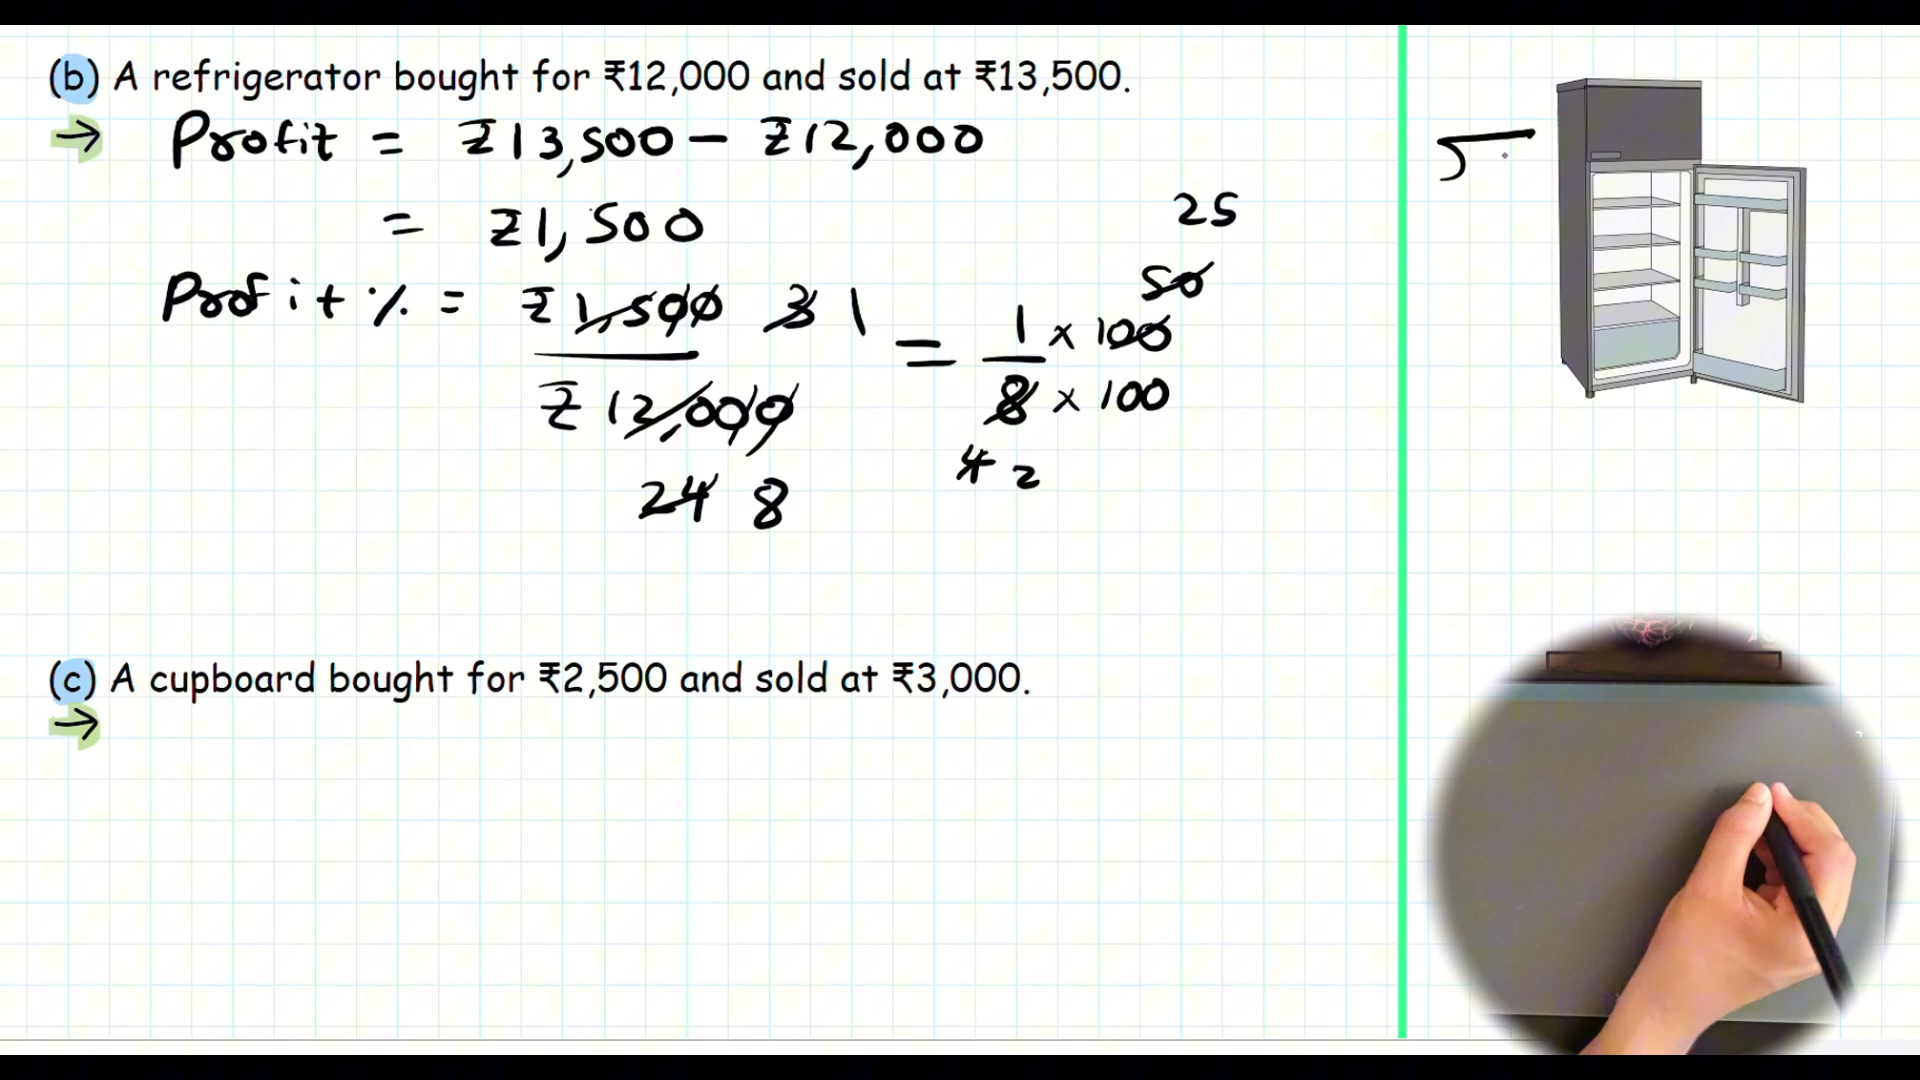 (b) A refrigerator bought for ₹12,000 and sold at ₹13,500.
→ Profit = ₹13,500 – ₹12,000
= ₹1,500
25
50
Profit % = ₹1,500 3 1 = 1 × 100
₹12,000 8 × 100
4 2
24 8
(c) A cupboard bought for ₹2,500 and sold at ₹3,000.
→